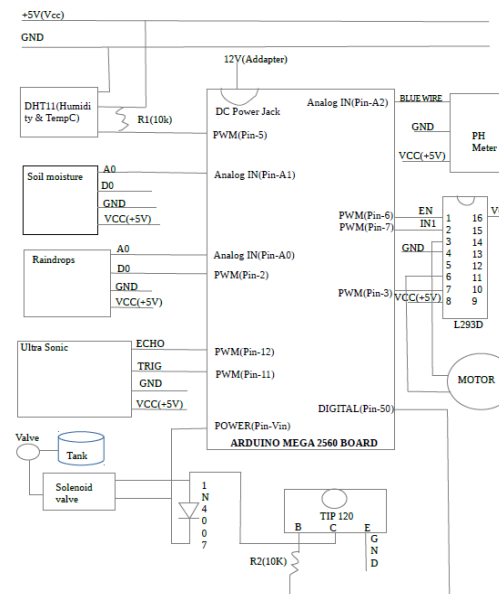 +5V(Vcc)
GND
12V(Addapter)
DHT11(Humidi
ty & TempC)
R1(10k)
DC Power Jack
PWM(Pin-5)
Analog IN(Pin-A2)
BLUE WIRE
GND
VCC(+5V)
PH
Meter
Soil moisture
A0
D0
GND
VCC(+5V)
Analog IN(Pin-A1)
Raindrops
A0
D0
GND
VCC(+5V)
Analog IN(Pin-A0)
PWM(Pin-2)
PWM(Pin-6)
PWM(Pin-7)
PWM(Pin-3)
EN
IN1
GND
VCC(+5V)
1 16
2 15
3 14
4 13
5 12
6 11
7 10
8 9
L293D
Ultra Sonic
ECHO
TRIG
GND
VCC(+5V)
PWM(Pin-12)
PWM(Pin-11)
MOTOR
DIGITAL(Pin-50)
POWER(Pin-Vin)
ARDUINO MEGA 2560 BOARD
Valve
Tank
Solenoid
valve
1
N
4
0
0
7
TIP 120
B C E
G
N
D
R2(10K)